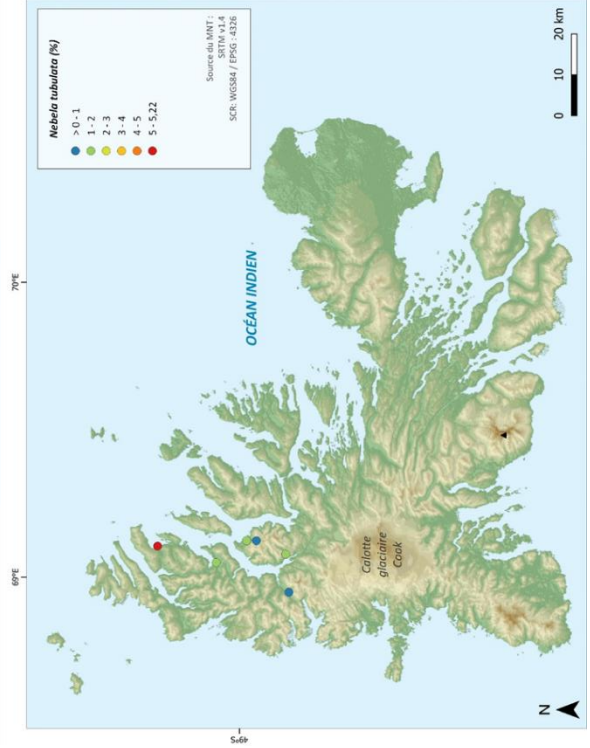 Nebela tubulata (%)
> 0 - 1
1 - 2
2 - 3
3 - 4
4 - 5
5 - 5,22
Source du MNT :
SRTM v1.4
SCR: WGS84 / EPSG : 4326
70°E
69°E
49°S
OCÉAN INDIEN
Calotte
glaciaire
Cook
N
0 10 20 km